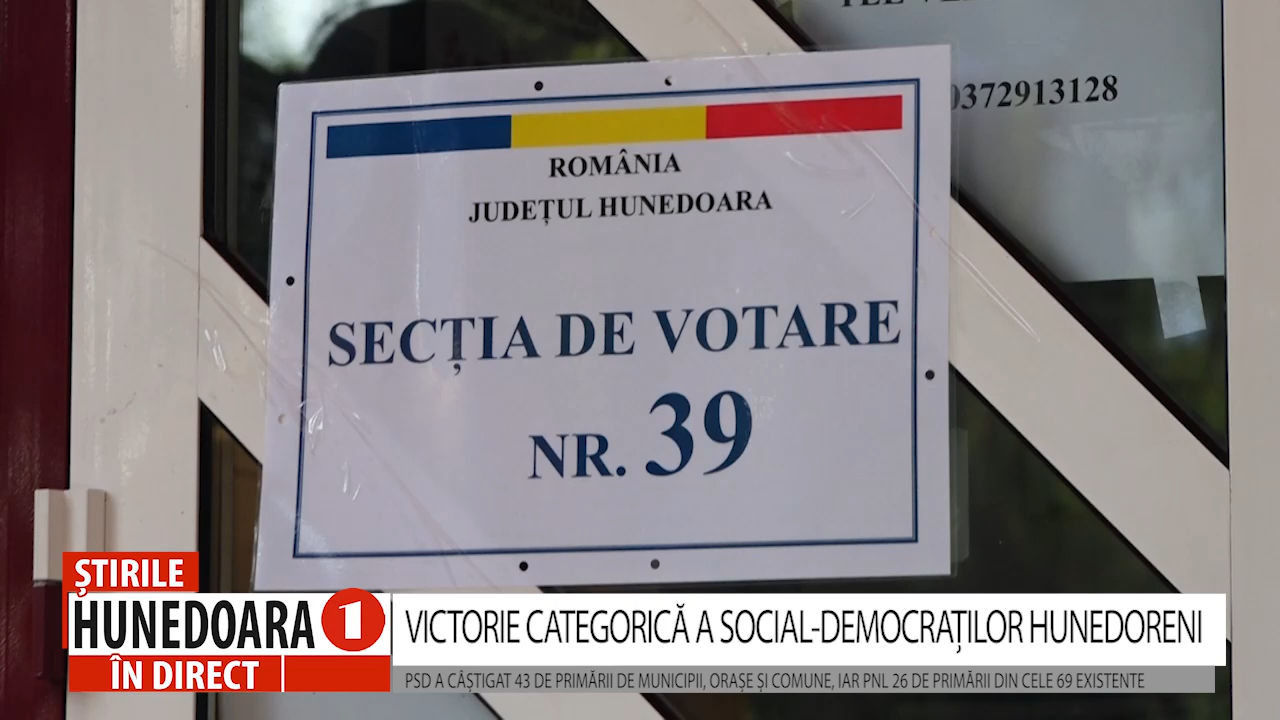 0372913128
ROMÂNIA
JUDEȚUL HUNEDOARA
SECȚIA DE VOTARE
NR. 39
ȘTIRILE
HUNEDOARA 1
ÎN DIRECT
VICTORIE CATEGORICĂ A SOCIAL-DEMOCRAȚILOR HUNEDORENI
PSD A CÂȘTIGAT 43 DE PRIMĂRII DE MUNICIPII, ORAȘE ȘI COMUNE, IAR PNL 26 DE PRIMĂRII DIN CELE 69 EXISTENTE